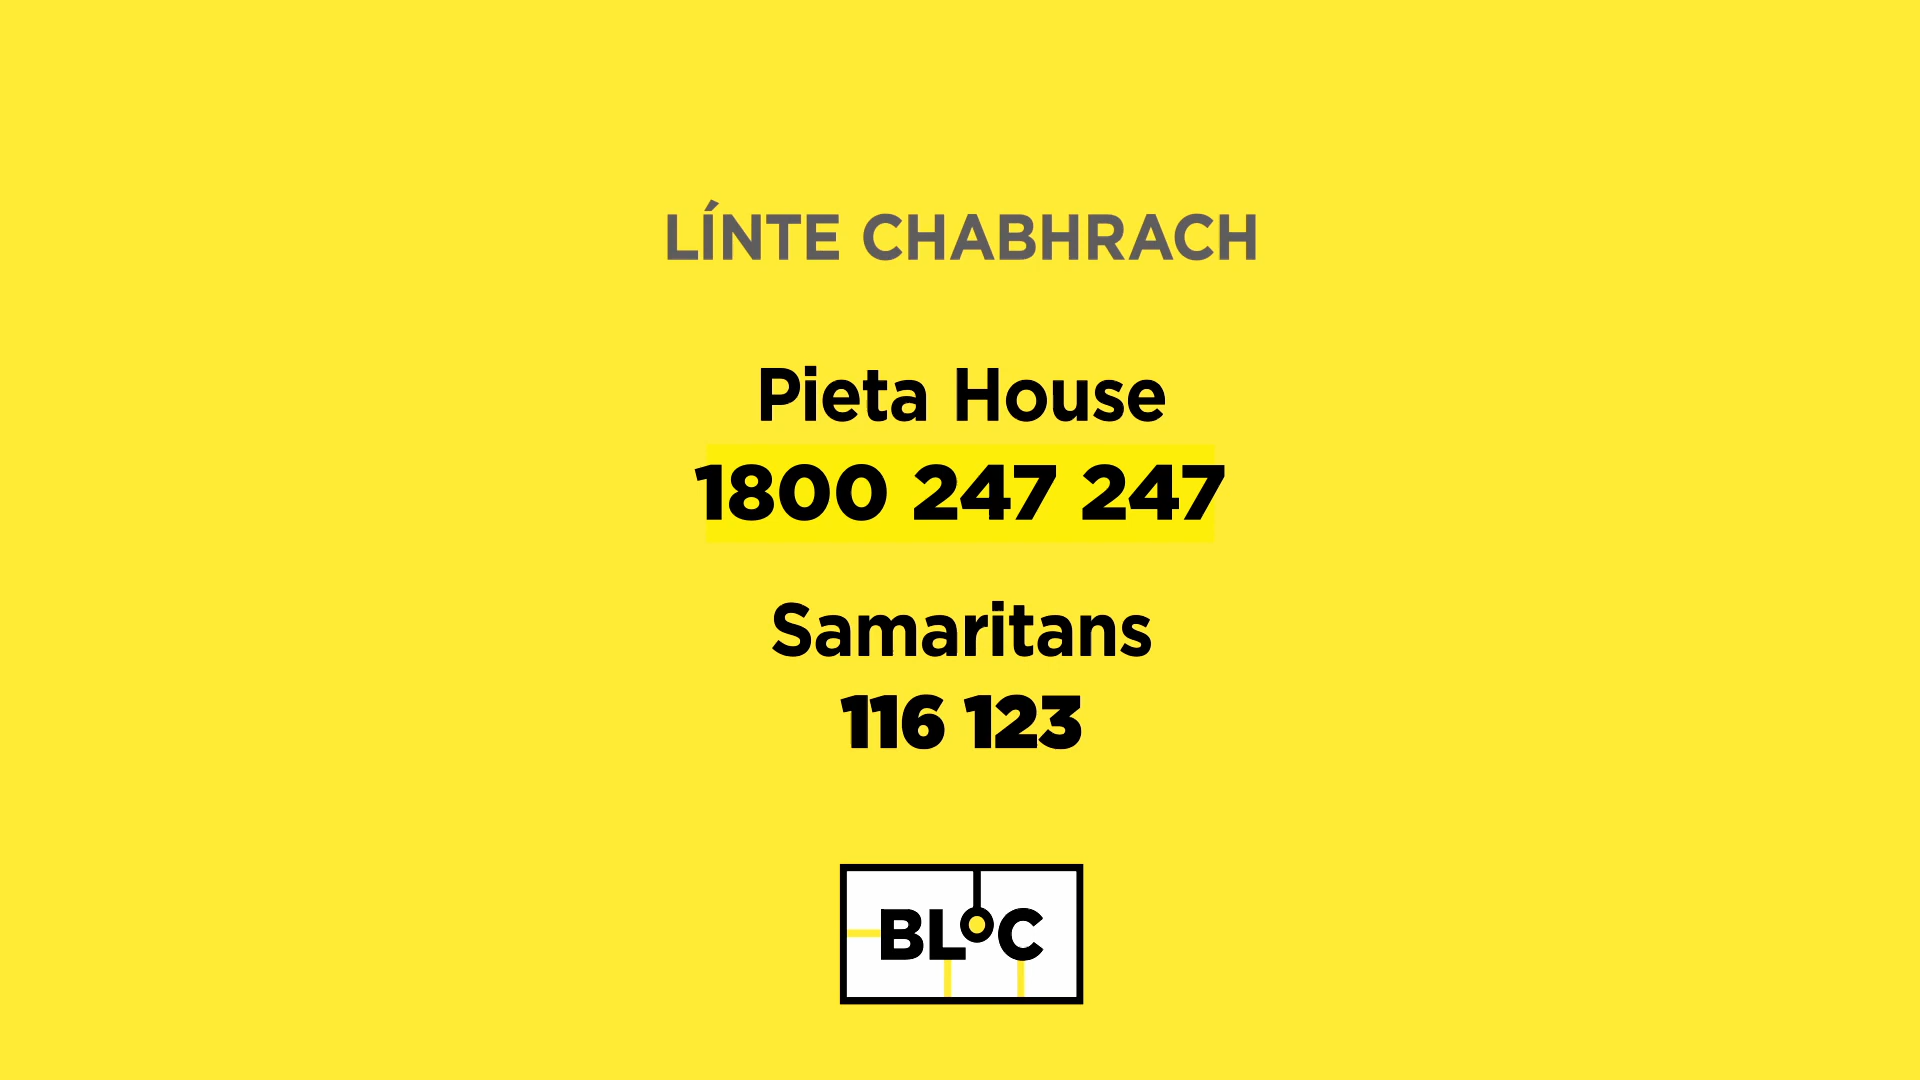 LÍNTE CHABHRACH
Pieta House
1800 247 247
Samaritans
116 123
BLOC